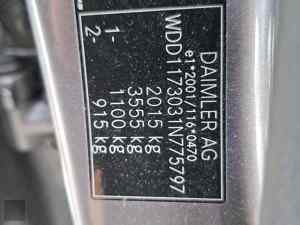 DAIMLER AG
e1*2001/116*0470
WDD1173031N775797
2015 kg
3555 kg
1- 1100 kg
2- 915 kg